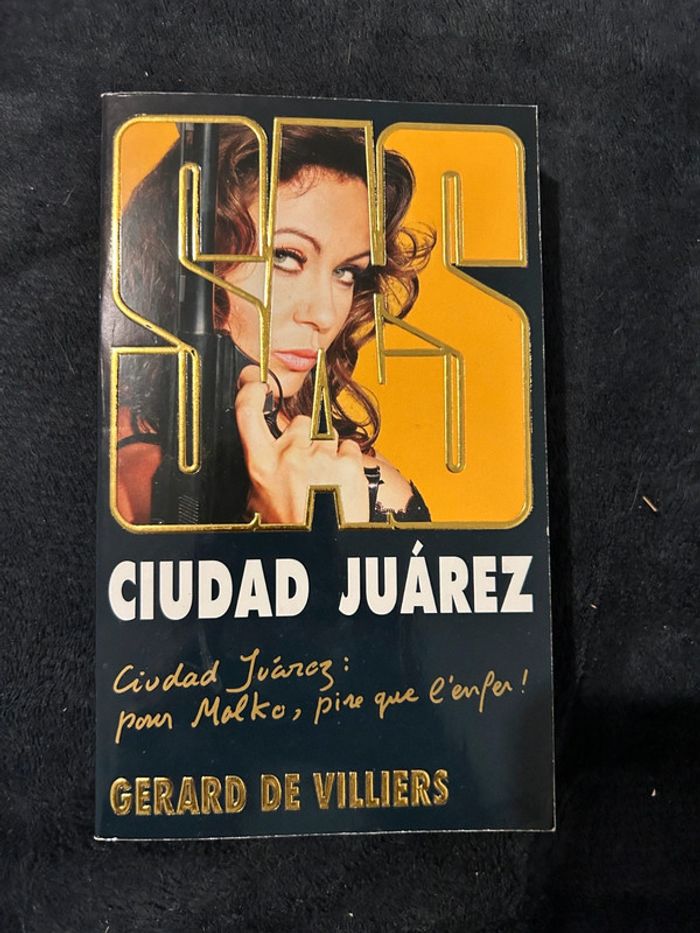 SAS
CIUDAD JUÁREZ
Ciudad Juárez:
pour Malko, pire que l'enfer!
GERARD DE VILLIERS